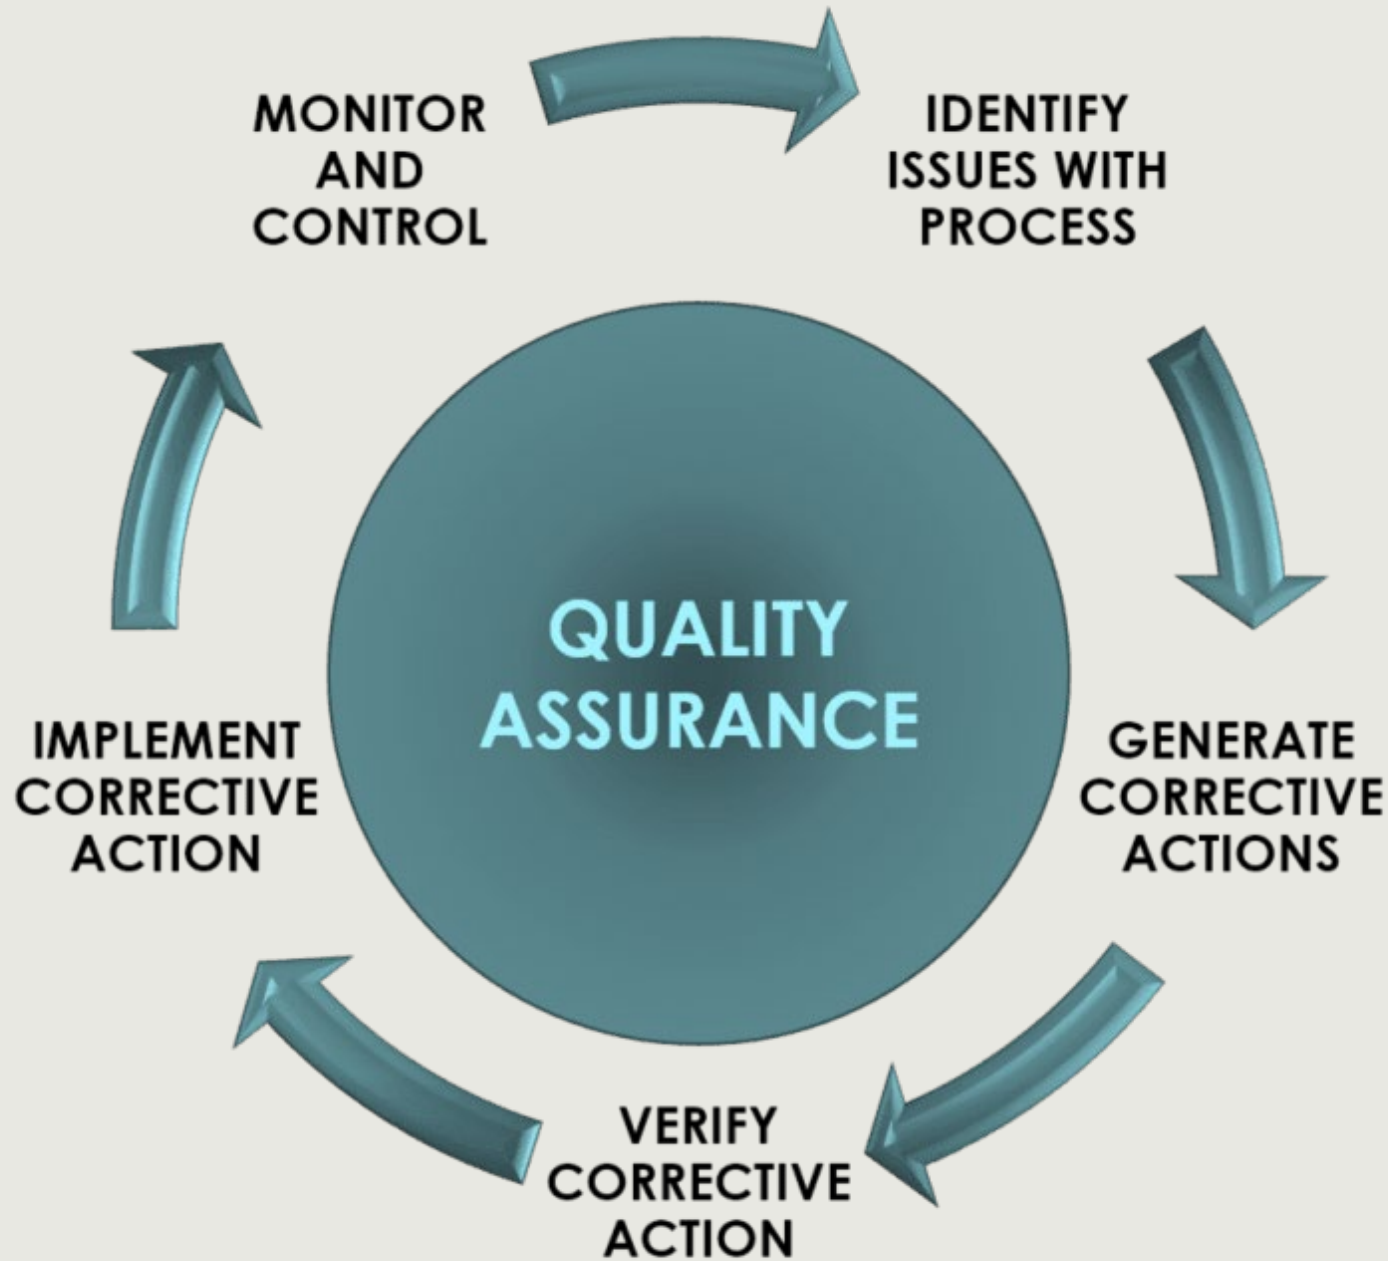 MONITOR
AND
CONTROL
IDENTIFY
ISSUES WITH
PROCESS
QUALITY
ASSURANCE
IMPLEMENT
CORRECTIVE
ACTION
GENERATE
CORRECTIVE
ACTIONS
VERIFY
CORRECTIVE
ACTION